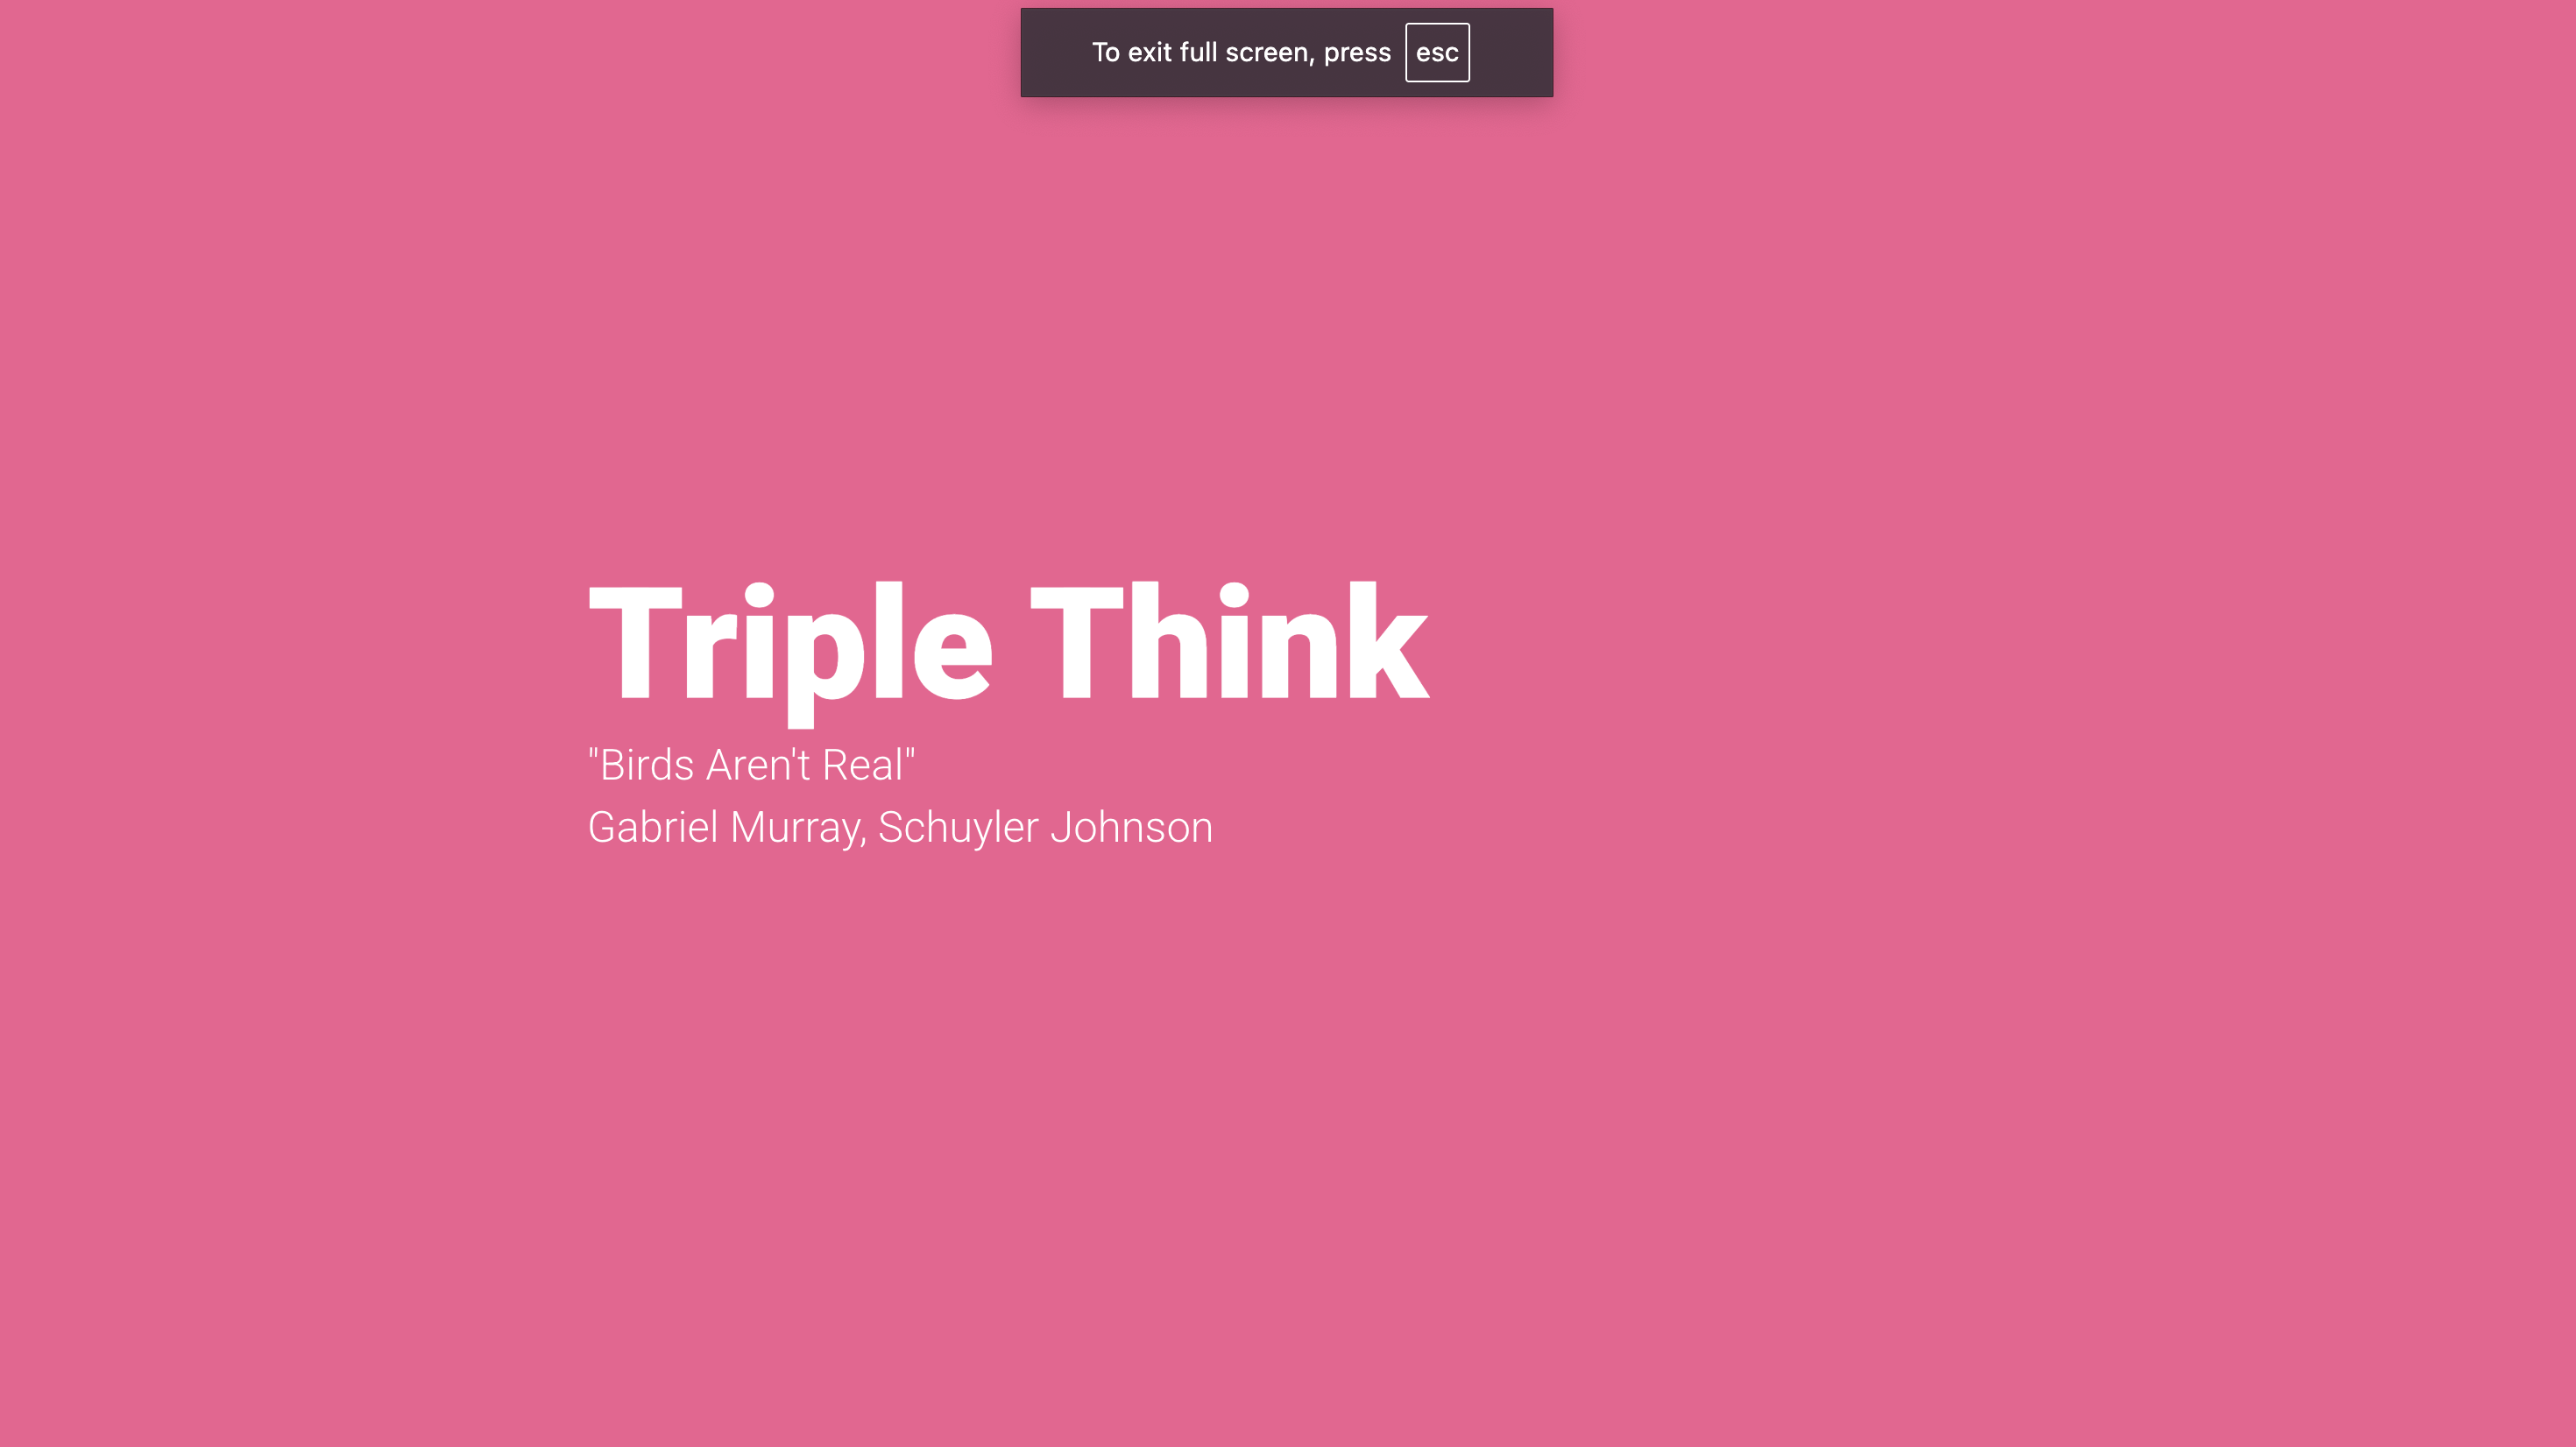 To exit full screen, press esc
Triple Think
"Birds Aren't Real"
Gabriel Murray, Schuyler Johnson